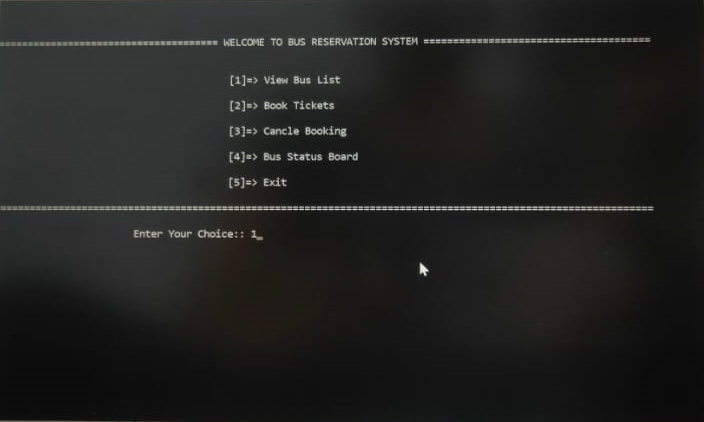 ==================================== WELCOME TO BUS RESERVATION SYSTEM ======================================
[1]=> View Bus List
[2]=> Book Tickets
[3]=> Cancle Booking
[4]=> Bus Status Board
[5]=> Exit
==============================================================================================================
Enter Your Choice:: 1_